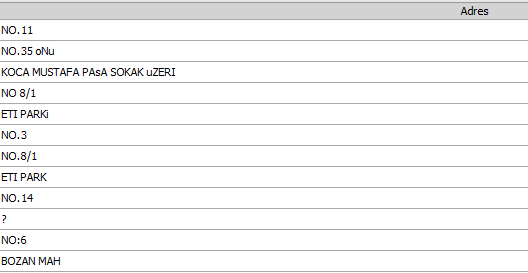 Adres
NO.11
NO.35 oNu
KOCA MUSTAFA PAsA SOKAK uZERI
NO 8/1
ETI PARKi
NO.3
NO.8/1
ETI PARK
NO.14
?
NO:6
BOZAN MAH